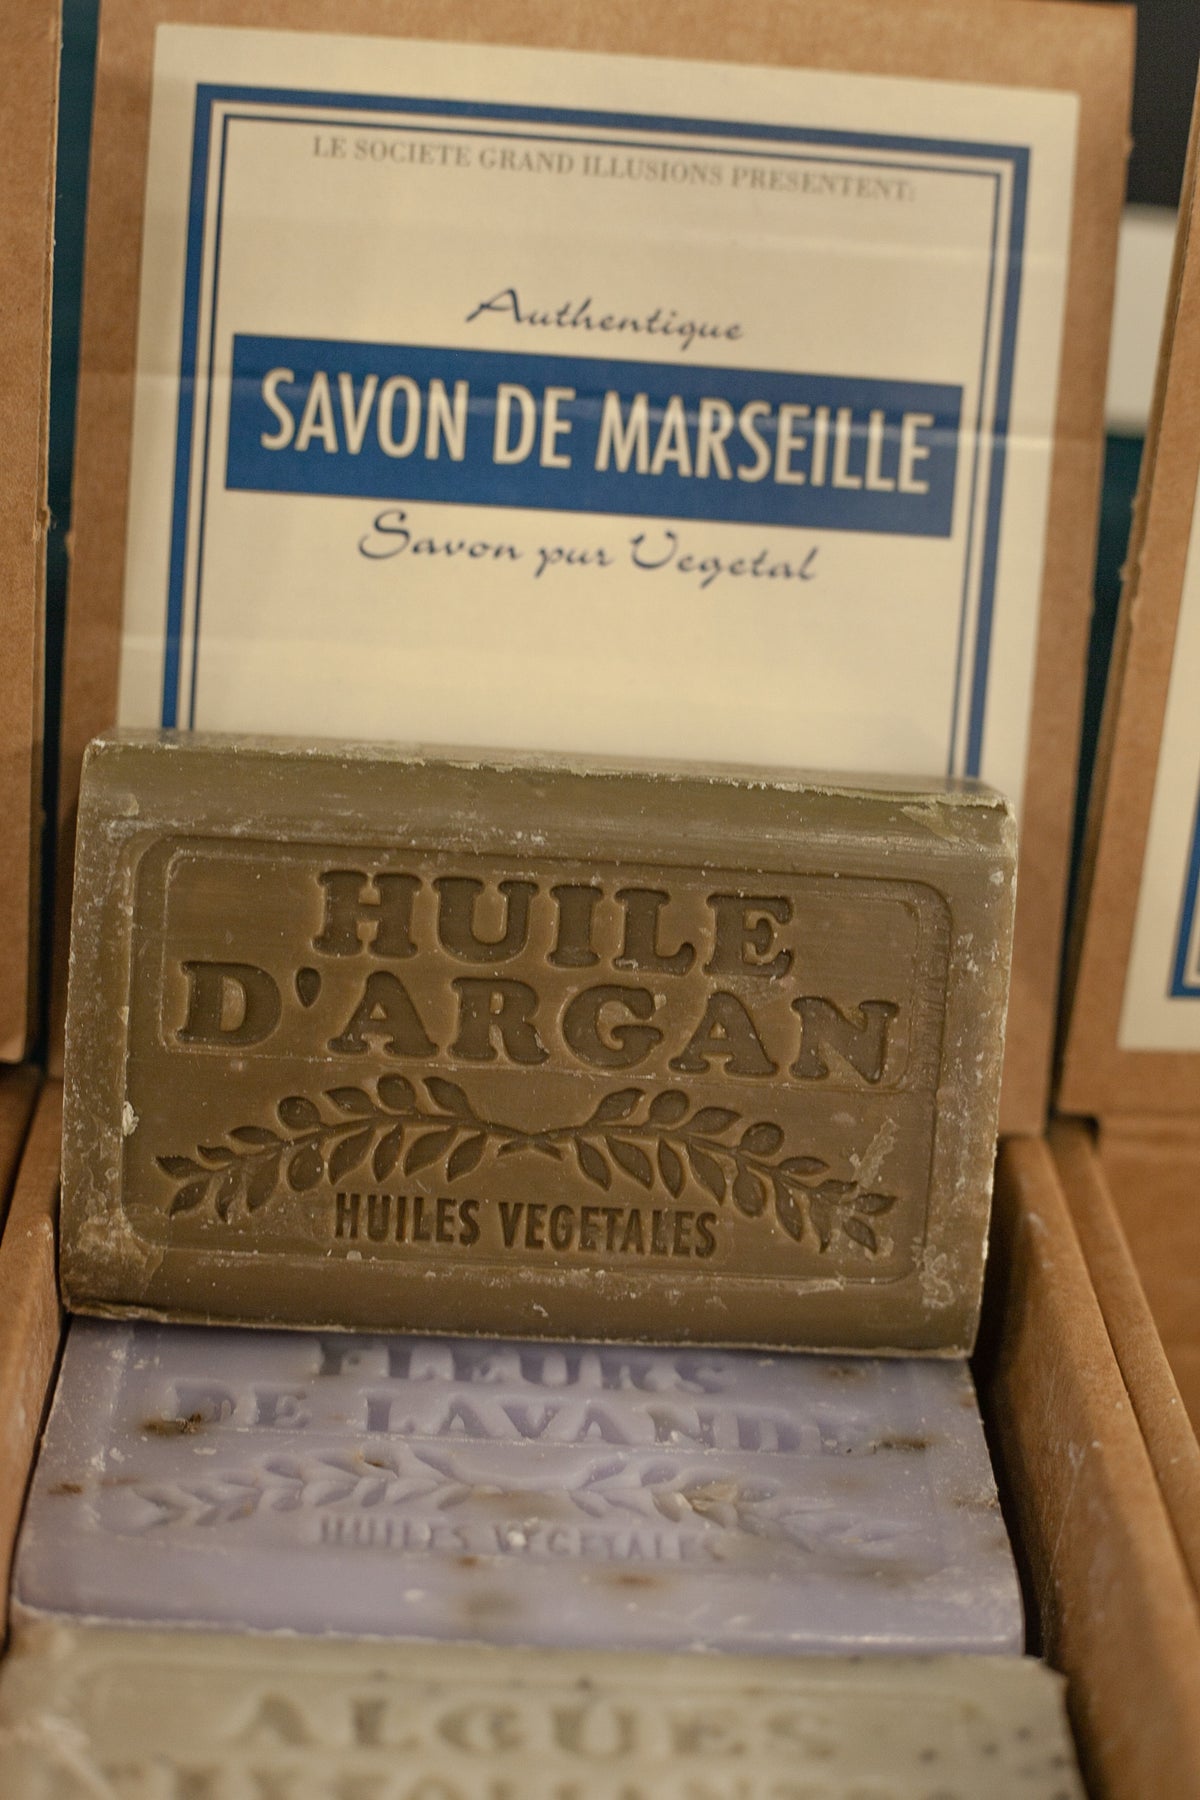 LE SOCIETE GRAND ILLUSIONS PRESENTENT:
Authentique
SAVON DE MARSEILLE
Savon pur Vegetal
HUILE
D'ARGAN
HUILES VEGETALES
FLEURS
DE LAVANDE
HUILES VEGETALES
ALGUES